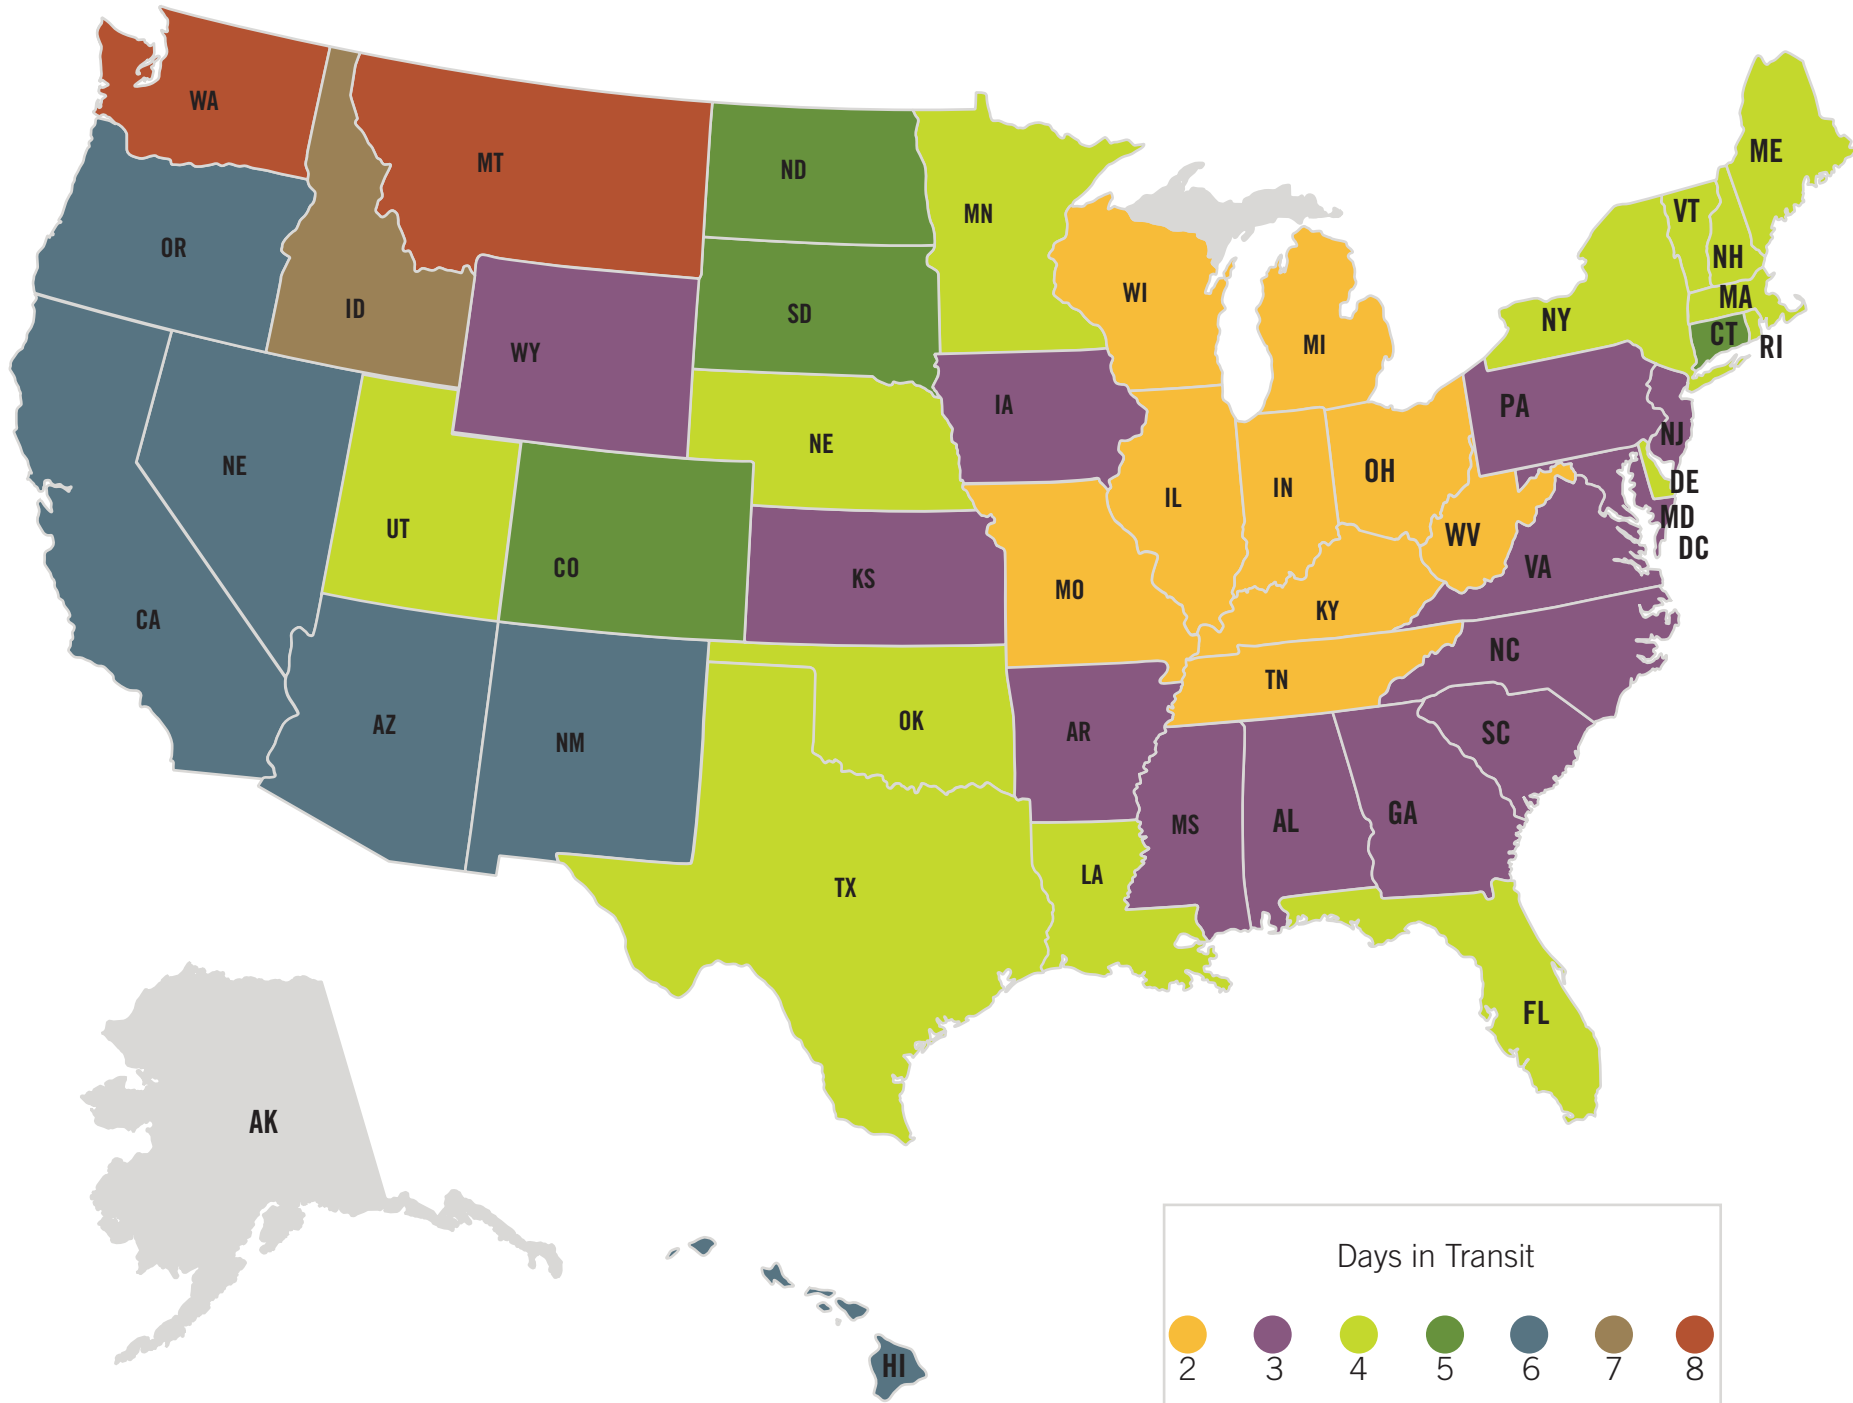 WA
MT
ND
MN
ME
VT
NH
MA
CT
RI
NY
OR
ID
WY
SD
WI
MI
IA
PA
NJ
NE
NE
IL
IN
OH
DE
MD
DC
WV
VA
UT
CO
KS
MO
KY
CA
NC
TN
AZ
NM
OK
AR
SC
MS
AL
GA
TX
LA
FL
AK
HI
Days in Transit
2 3 4 5 6 7 8